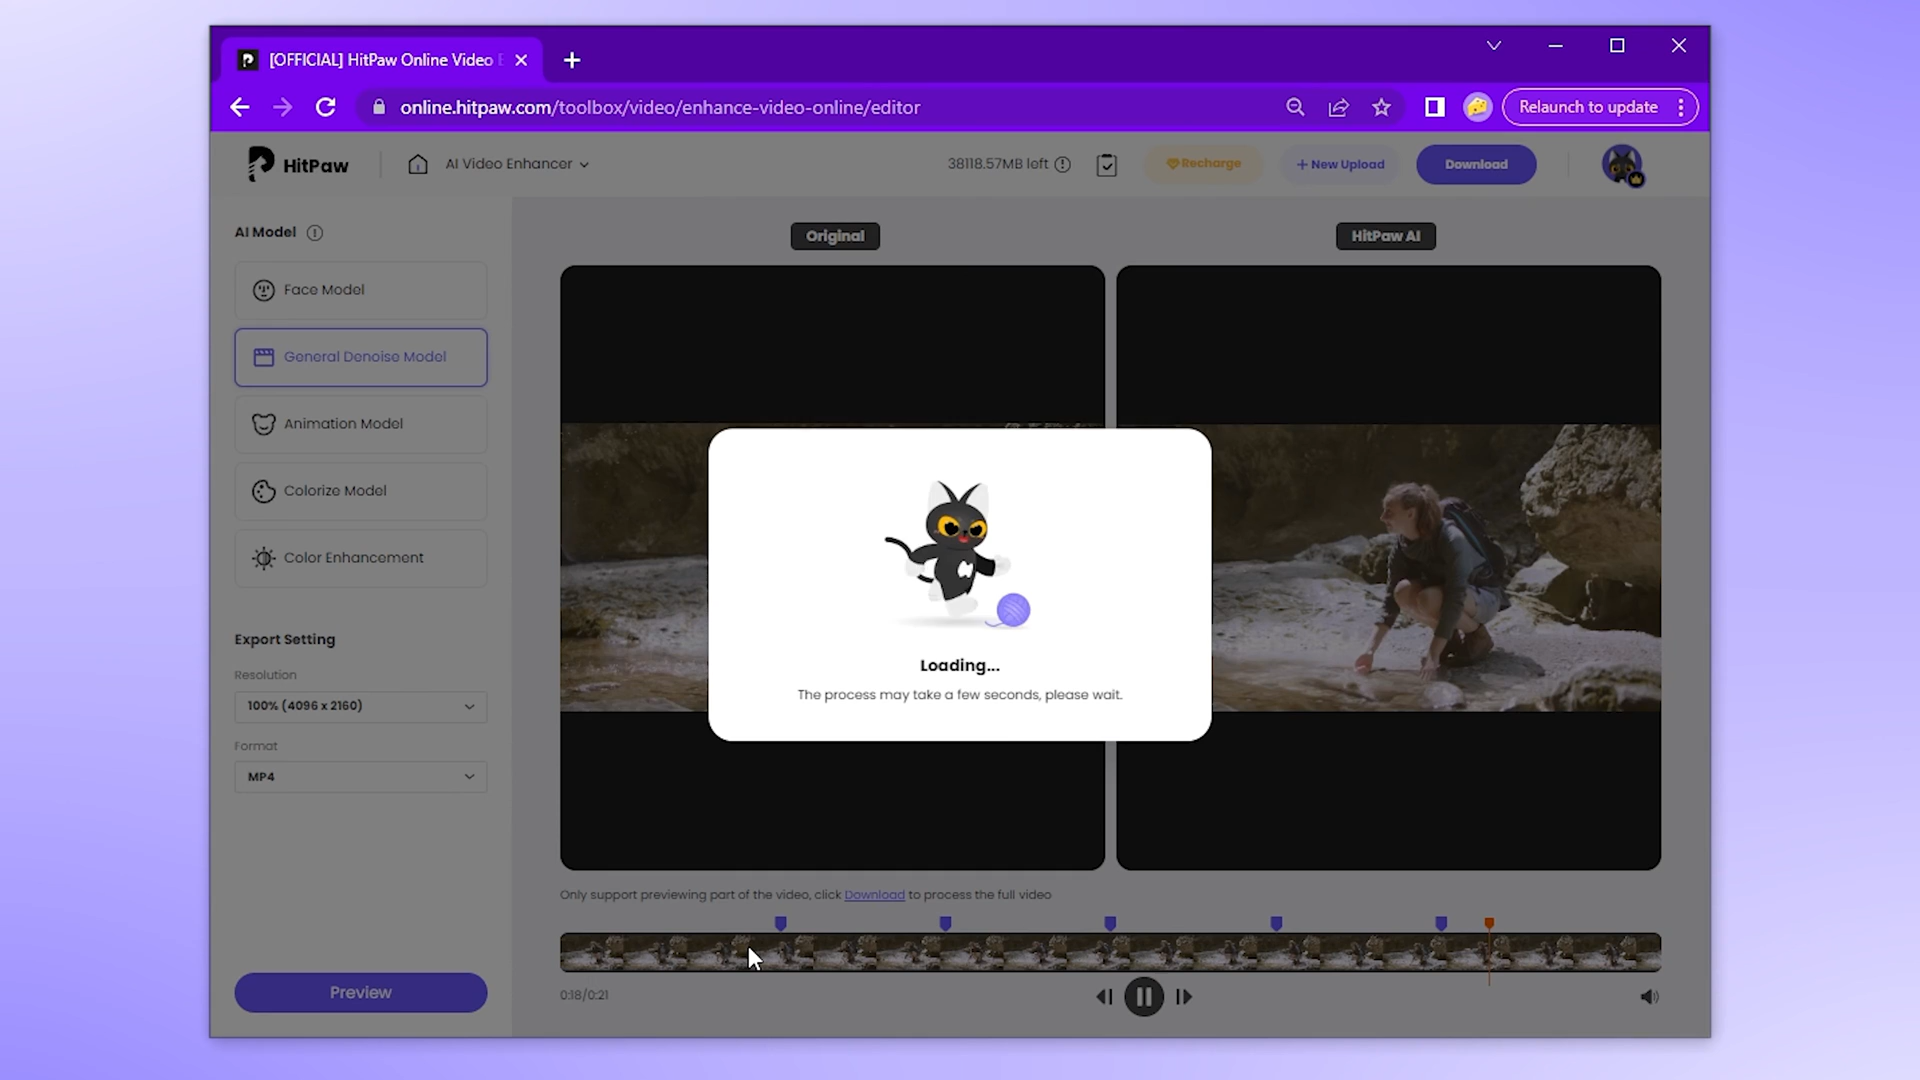 [OFFICIAL] HitPaw Online Video E
online.hitpaw.com/toolbox/video/enhance-video-online/editor
Relaunch to update
HitPaw
AI Video Enhancer
38118.57MB left
Recharge
+ New Upload
Download
AI Model
Original
HitPaw AI
Face Model
General Denoise Model
Animation Model
Colorize Model
Color Enhancement
Loading...
The process may take a few seconds, please wait.
Export Setting
Resolution
100% (4096 x 2160)
Format
MP4
Only support previewing part of the video, click Download to process the full video
Preview
0:18/0:21